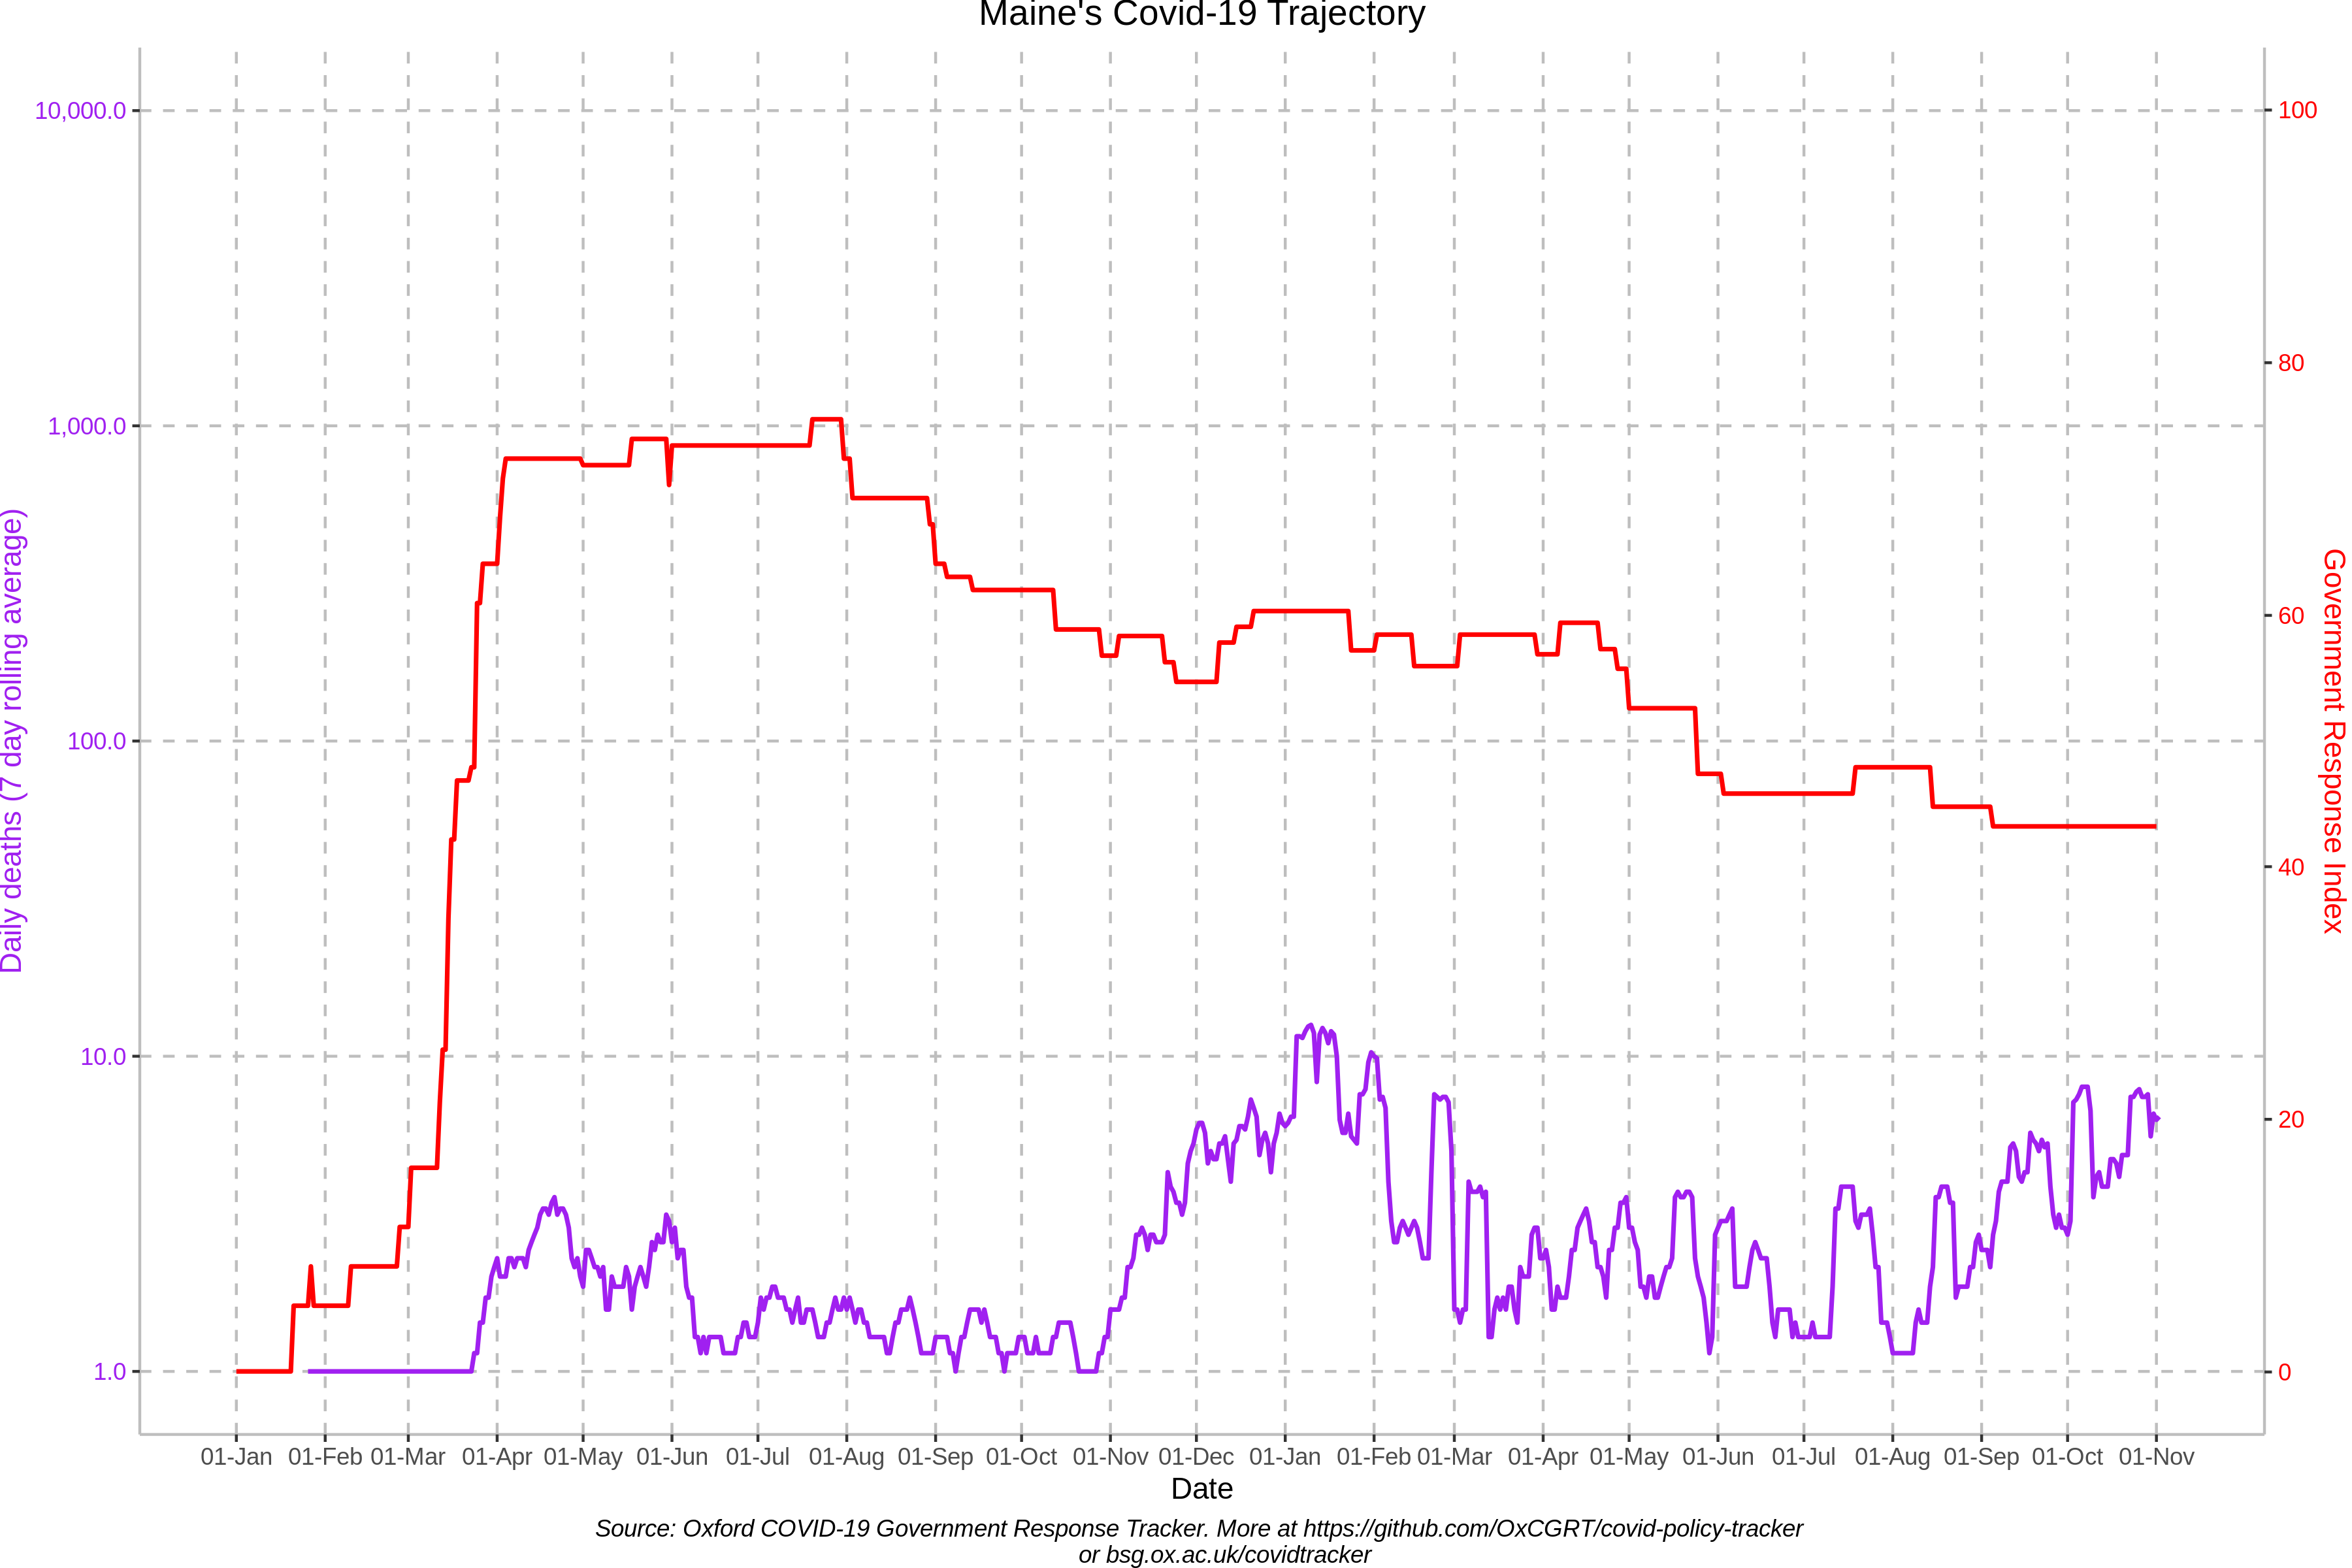 Maine's Covid-19 Trajectory
10,000.0
1,000.0
100.0
10.0
1.0
Daily deaths (7 day rolling average)
100
80
60
40
20
0
Government Response Index
01-Jan 01-Feb 01-Mar 01-Apr 01-May 01-Jun 01-Jul 01-Aug 01-Sep 01-Oct 01-Nov 01-Dec 01-Jan 01-Feb 01-Mar 01-Apr 01-May 01-Jun 01-Jul 01-Aug 01-Sep 01-Oct 01-Nov
Date
Source: Oxford COVID-19 Government Response Tracker. More at https://github.com/OxCGRT/covid-policy-tracker
or bsg.ox.ac.uk/covidtracker